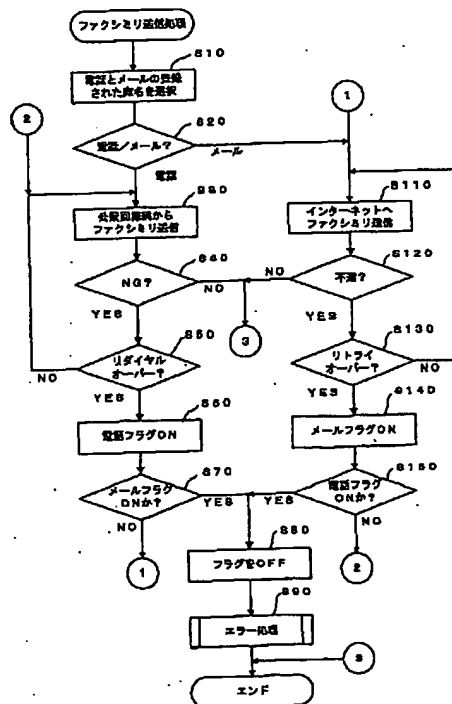 ファクシミリ送信処理
S10
電話とメールの登録
された宛名を選択
1
2
S20
電話/メール?
メール
電話
S30
公衆回線網から
ファクシミリ送信
S110
インターネットへ
ファクシミリ送信
S40
NG?
NO
NO
S120
不達?
YES
3
YES
S50
リダイヤル
オーバー?
NO
S130
リトライ
オーバー?
NO
YES
YES
S60
電話フラグON
S140
メールフラグON
S70
メールフラグ
ONか?
YES
YES
S150
電話フラグ
ONか?
NO
NO
1
S80
フラグをOFF
2
S90
エラー処理
3
エンド